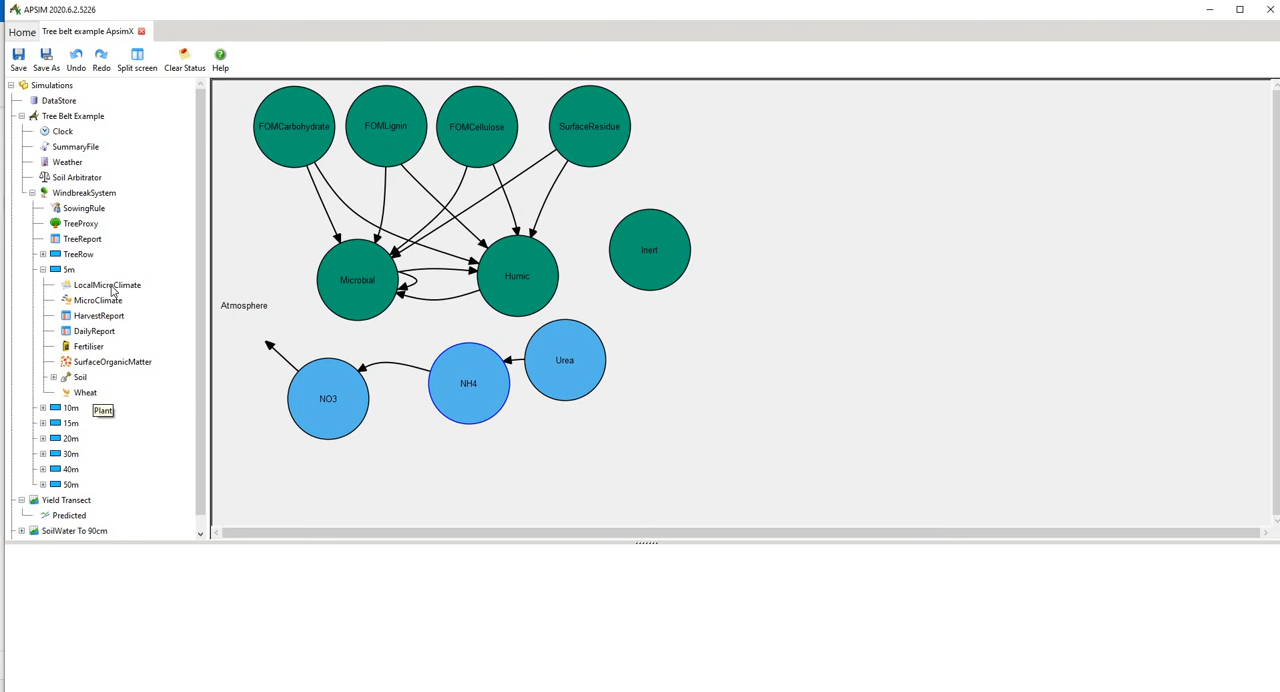 APSIM 2020.6.2.5226
Home
Tree belt example ApsimX
Save
Save As
Undo
Redo
Split screen
Clear Status
Help
Simulations
DataStore
Tree Belt Example
Clock
SummaryFile
Weather
Soil Arbitrator
WindbreakSystem
SowingRule
TreeProxy
TreeReport
TreeRow
5m
LocalMicroClimate
MicroClimate
HarvestReport
DailyReport
Fertiliser
SurfaceOrganicMatter
Soil
Wheat
10m
Plant
15m
20m
30m
40m
50m
Yield Transect
Predicted
SoilWater To 90cm
FOMCarbohydrate
FOMLignin
FOMCellulose
SurfaceResidue
Inert
Microbial
Humic
Atmosphere
Urea
NH4
NO3